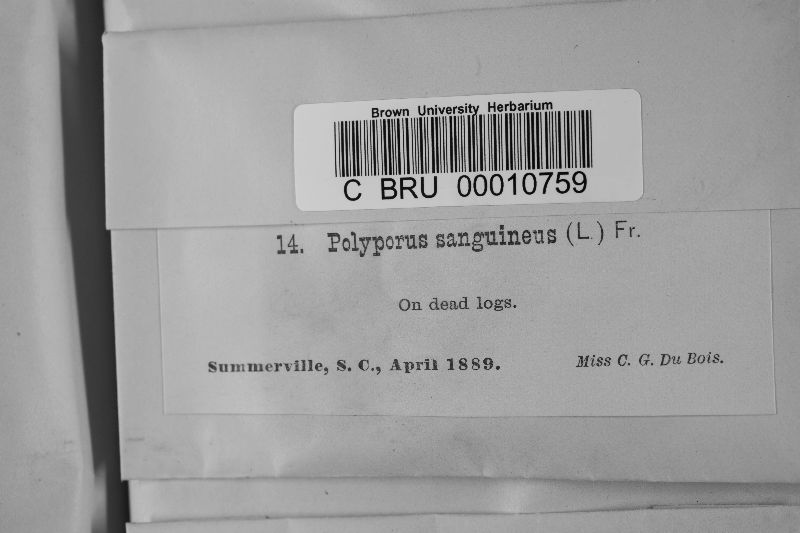 Brown University Herbarium
C BRU 00010759
14. Polyporus sanguineus (L.) Fr.
On dead logs.
Summerville, S. C., April 1889.
Miss C. G. Du Bois.